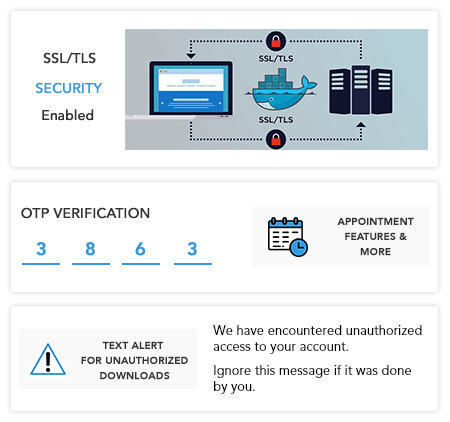 SSL/TLS
SECURITY
Enabled
SSL/TLS
SSL/TLS
OTP VERIFICATION
3 8 6 3
APPOINTMENT
FEATURES &
MORE
TEXT ALERT
FOR UNAUTHORIZED
DOWNLOADS
We have encountered unauthorized
access to your account.
Ignore this message if it was done
by you.